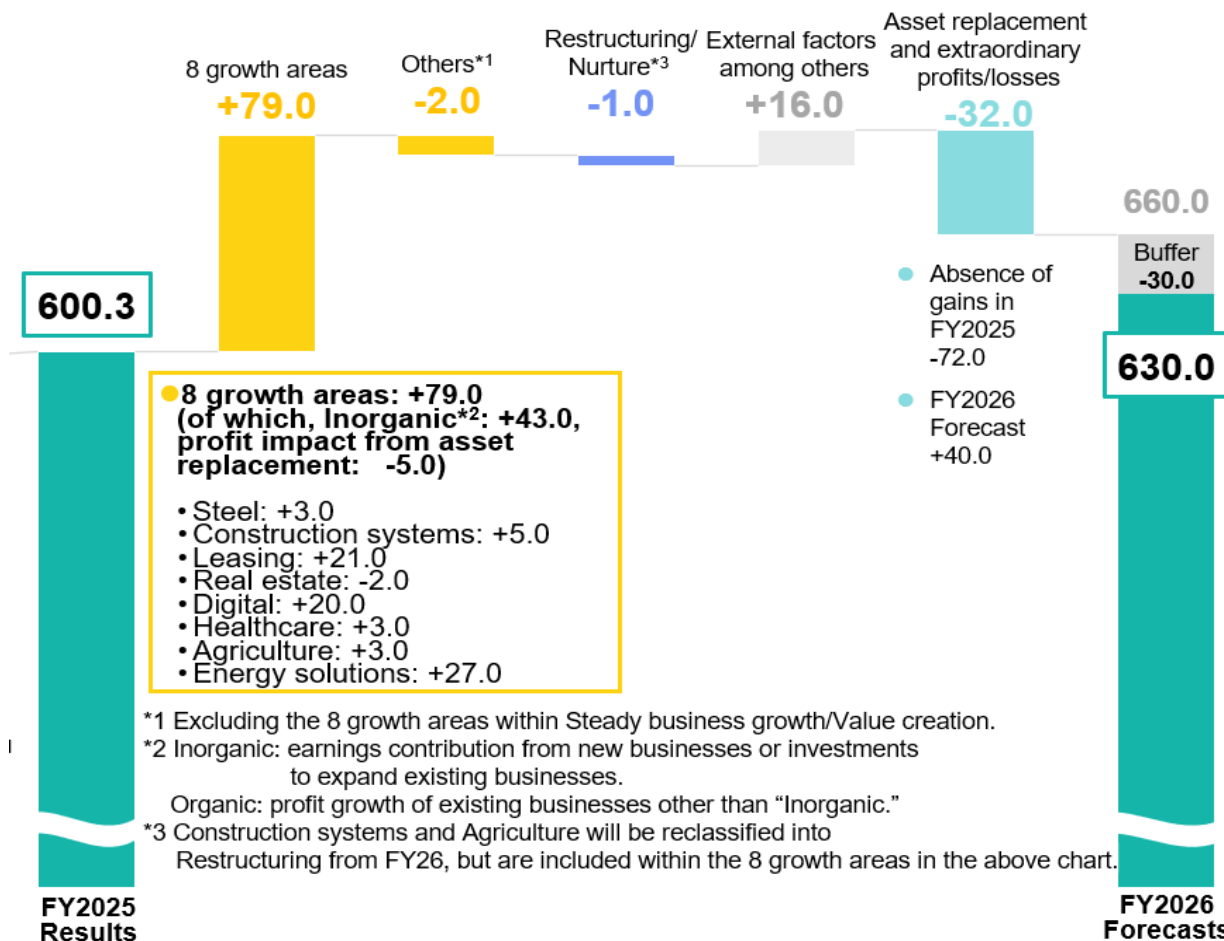 8 growth areas
+79.0
Others*1
-2.0
Restructuring/
Nurture*3
-1.0
External factors
among others
+16.0
Asset replacement
and extraordinary
profits/losses
-32.0
660.0
Buffer
-30.0
600.3
630.0
Absence of
gains in
FY2025
-72.0
FY2026
Forecast
+40.0
8 growth areas: +79.0
(of which, Inorganic*2: +43.0,
profit impact from asset
replacement: -5.0)
• Steel: +3.0
• Construction systems: +5.0
• Leasing: +21.0
• Real estate: -2.0
• Digital: +20.0
• Healthcare: +3.0
• Agriculture: +3.0
• Energy solutions: +27.0
*1 Excluding the 8 growth areas within Steady business growth/Value creation.
*2 Inorganic: earnings contribution from new businesses or investments
to expand existing businesses.
Organic: profit growth of existing businesses other than “Inorganic.”
*3 Construction systems and Agriculture will be reclassified into
Restructuring from FY26, but are included within the 8 growth areas in the above chart.
FY2025
Results
FY2026
Forecasts